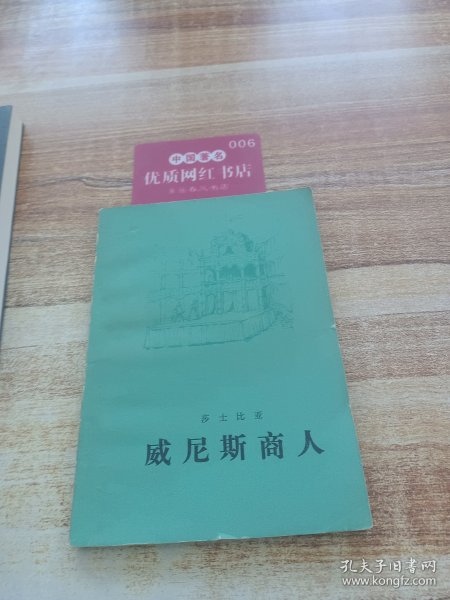 006
中国著名
优质网红书店
莎士比亚
威尼斯商人
孔夫子旧书网
www.kongfz.com